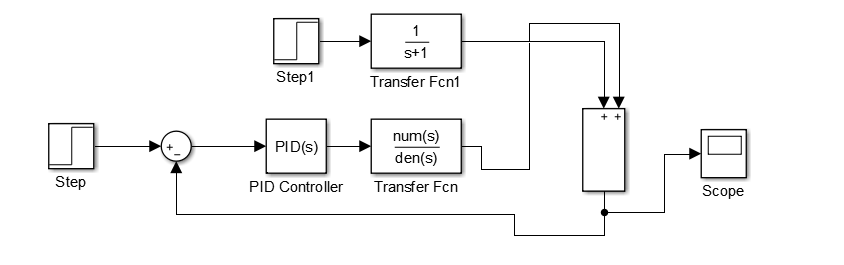 1
s+1
Step1
Transfer Fcn1
+ +
Step
+
−
PID(s)
PID Controller
num(s)
den(s)
Transfer Fcn
Scope